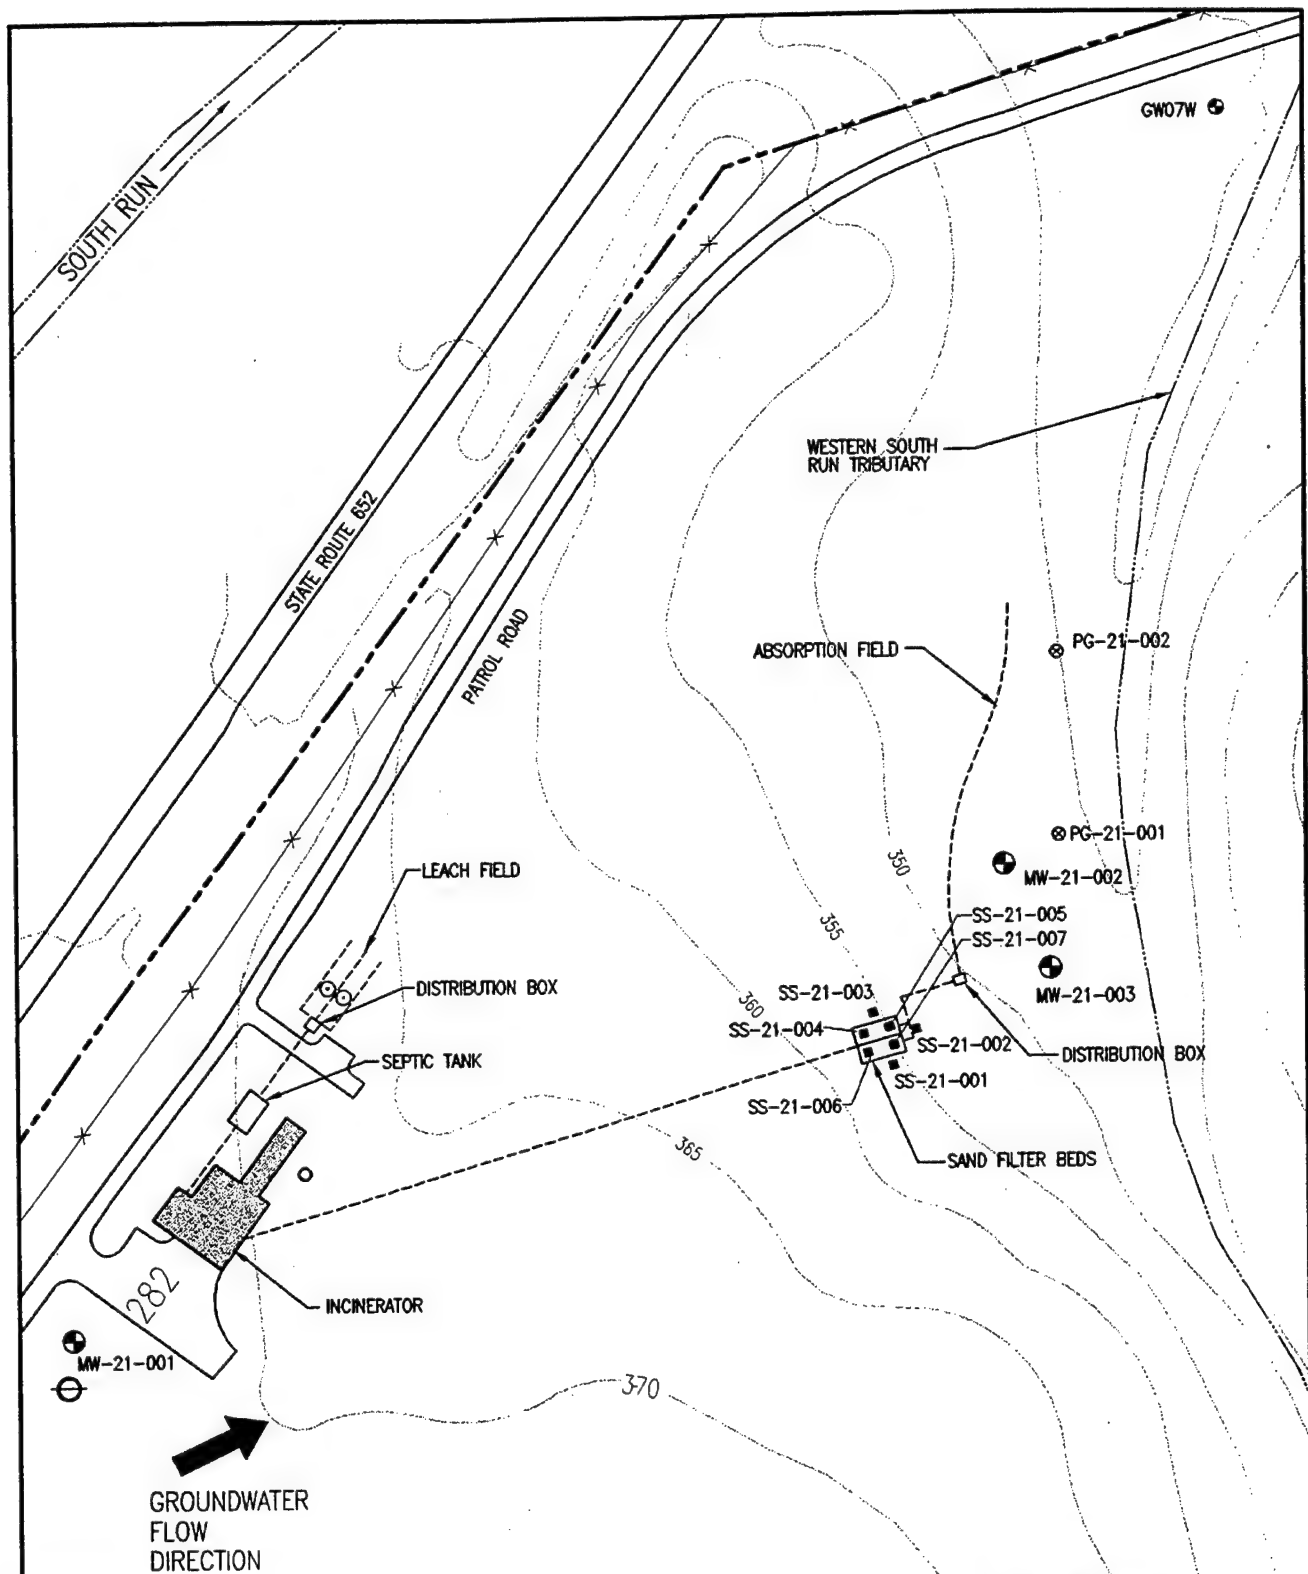 GW07W
SOUTH RUN
WESTERN SOUTH
RUN TRIBUTARY
STATE ROUTE 652
PATROL ROAD
ABSORPTION FIELD
PG-21-002
PG-21-001
LEACH FIELD
350
MW-21-002
355
SS-21-005
SS-21-007
DISTRIBUTION BOX
SS-21-003
360
MW-21-003
SS-21-004
SS-21-002
DISTRIBUTION BOX
SEPTIC TANK
SS-21-001
SS-21-006
365
SAND FILTER BEDS
282
INCINERATOR
MW-21-001
370
GROUNDWATER
FLOW
DIRECTION